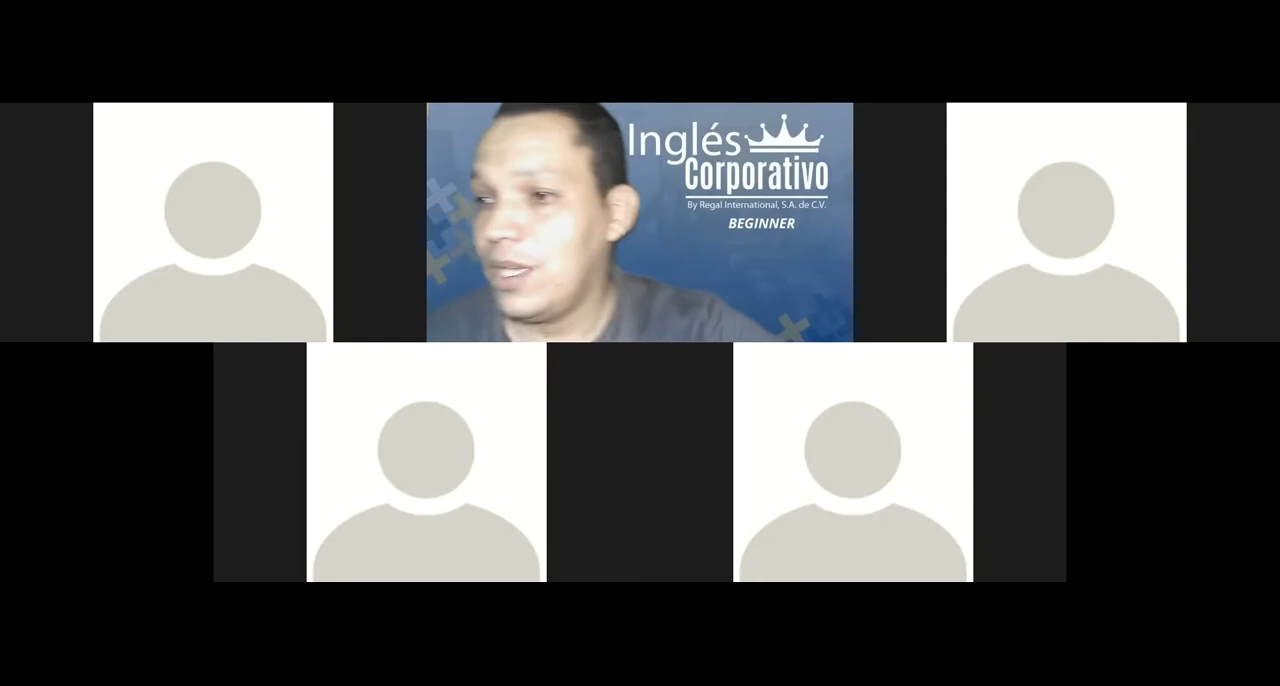 Inglés
Corporativo
By Regal International, S.A. de C.V.
BEGINNER